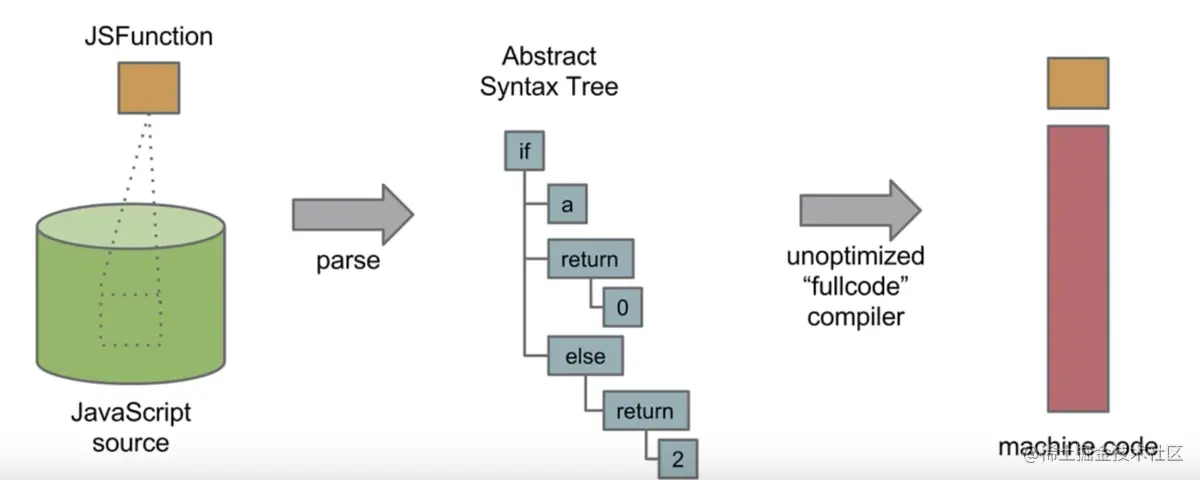 JSFunction
JavaScript
source
parse
Abstract
Syntax Tree
if
a
return
0
else
return
2
unoptimized
“fullcode”
compiler
machine code
@稀土掘金技术社区